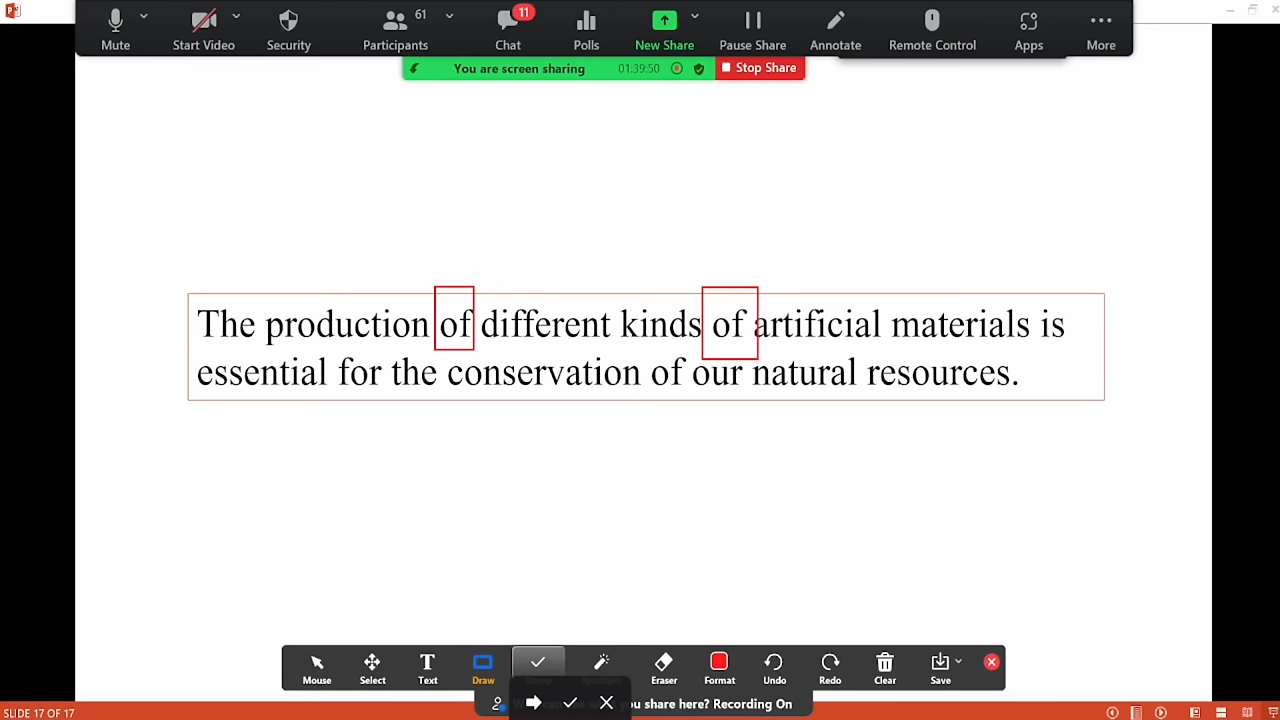 61
11
Mute
Start Video
Security
Participants
Chat
Polls
New Share
Pause Share
Annotate
Remote Control
Apps
More
You are screen sharing
01:39:50
Stop Share
The production of different kinds of artificial materials is
essential for the conservation of our natural resources.
Mouse
Select
Text
Draw
Eraser
Format
Undo
Redo
Clear
Save
you share here? Recording On
SLIDE 17 OF 17